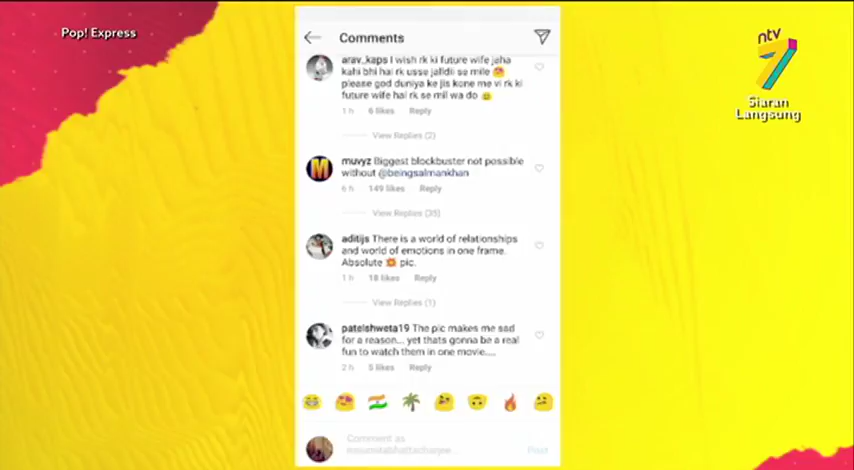 Pop! Express
ntv
7
Siaran
Langsung
Comments
arav_kaps I wish rk ki future wife jaha
kahi bhi hai rk usse jalldii se mile
please god duniya ke jis kone me vi rk ki
future wife hai rk se mil wa do
1 h 6 likes Reply
View Replies (2)
muvyz Biggest blockbuster not possible
without @beingsalmankhan
6 h 149 likes Reply
View Replies (35)
aditijs There is a world of relationships
and world of emotions in one frame.
Absolute 💥 pic.
1 h 18 likes Reply
View Replies (1)
patelshweta19 The pic makes me sad
for a reason... yet thats gonna be a real
fun to watch them in one movie....
2 h 5 likes Reply
Comment as
Post